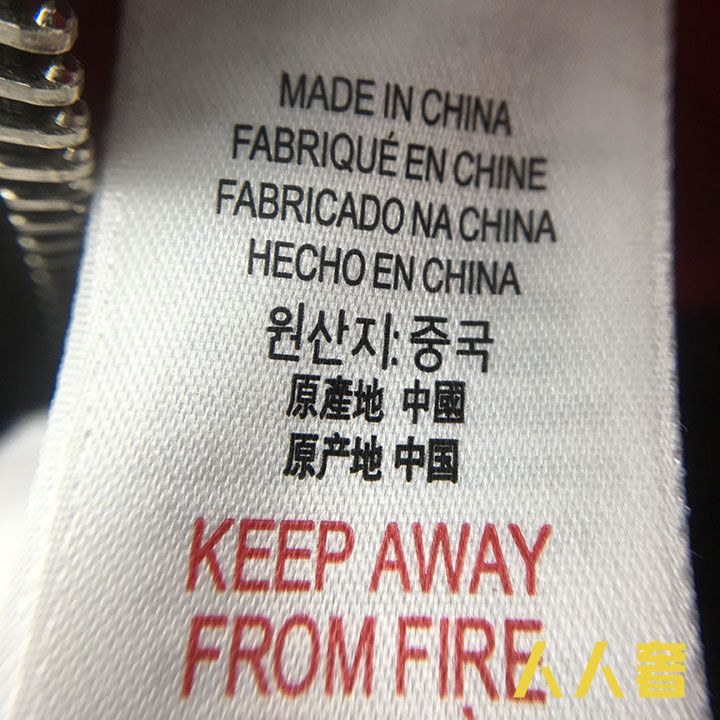 MADE IN CHINA
FABRIQUÉ EN CHINE
FABRICADO NA CHINA
HECHO EN CHINA
원산지: 중국
原產地 中國
原产地 中国
KEEP AWAY
FROM FIRE
人人奢